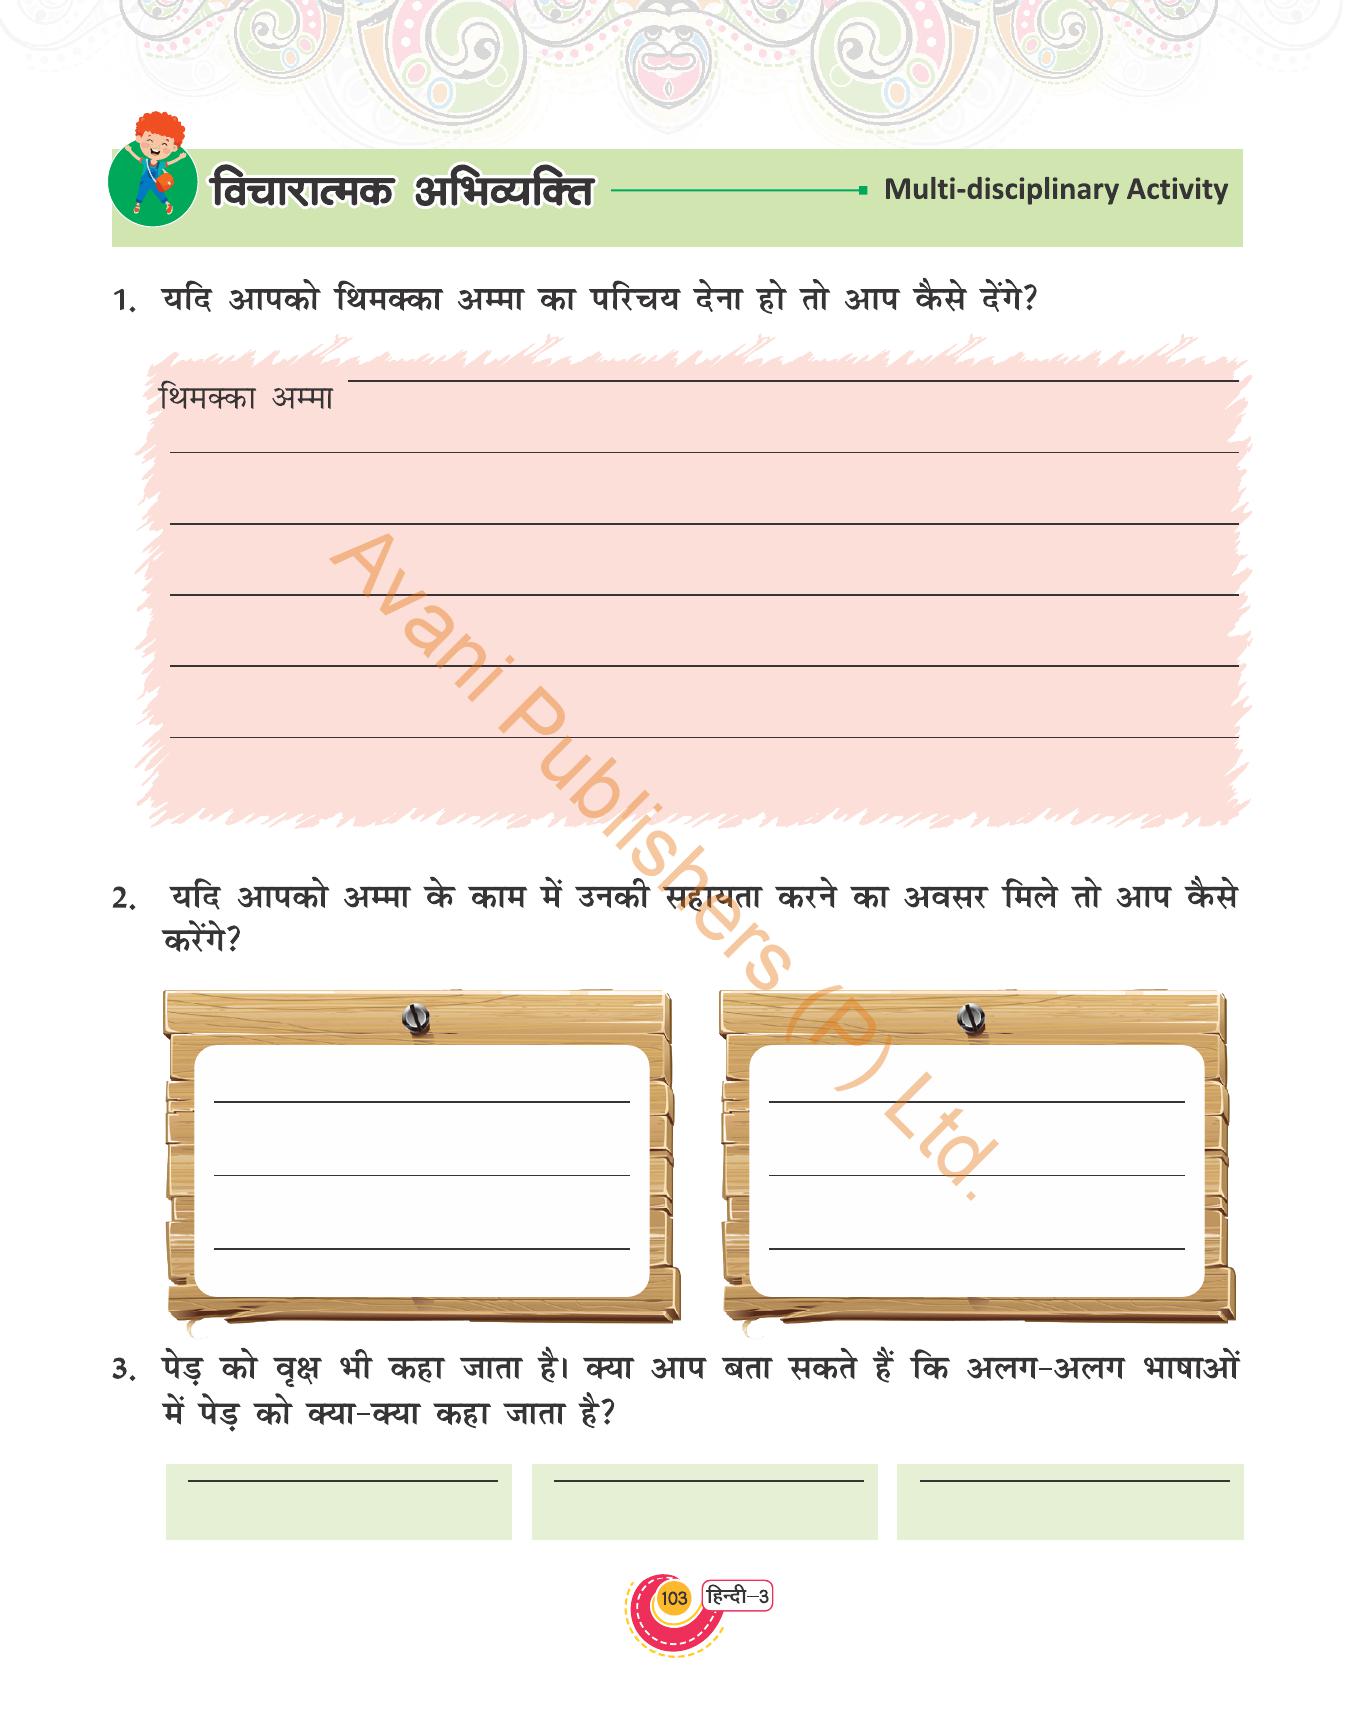 विचारात्मक अभिव्यक्ति Multi-disciplinary Activity
1. यदि आपको थिमक्का अम्मा का परिचय देना हो तो आप कैसे देंगे?
थिमक्का अम्मा
2. यदि आपको अम्मा के काम में उनकी सहायता करने का अवसर मिले तो आप कैसे
करेंगे?
3. पेड़ को वृक्ष भी कहा जाता है। क्या आप बता सकते हैं कि अलग-अलग भाषाओं
में पेड़ को क्या-क्या कहा जाता है?
103 हिन्दी-3
Avani Publishers (P) Ltd.